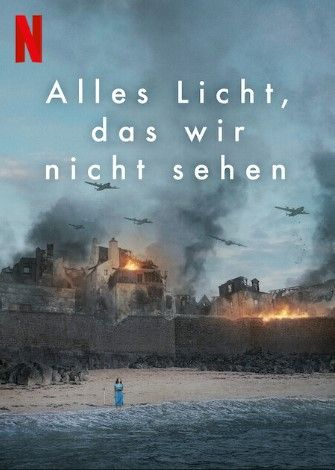 N
Alles Licht,
das wir
nicht sehen